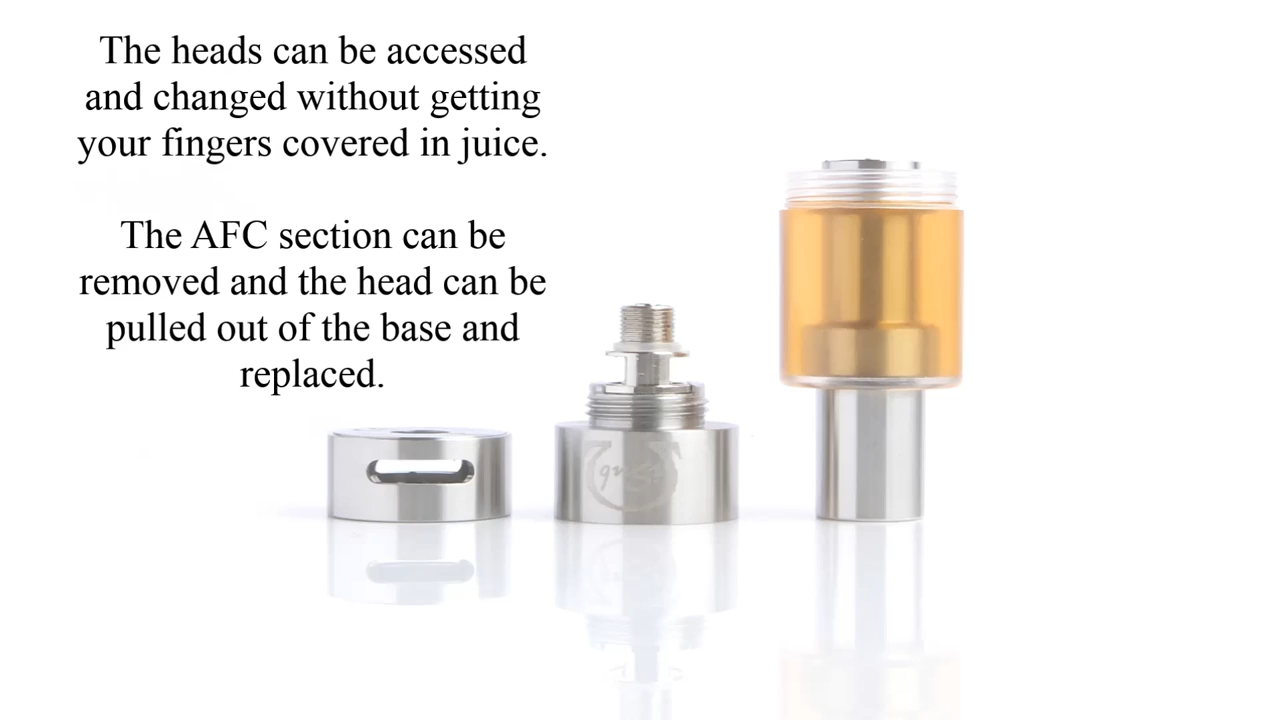 The heads can be accessed
and changed without getting
your fingers covered in juice.
The AFC section can be
removed and the head can be
pulled out of the base and
replaced.